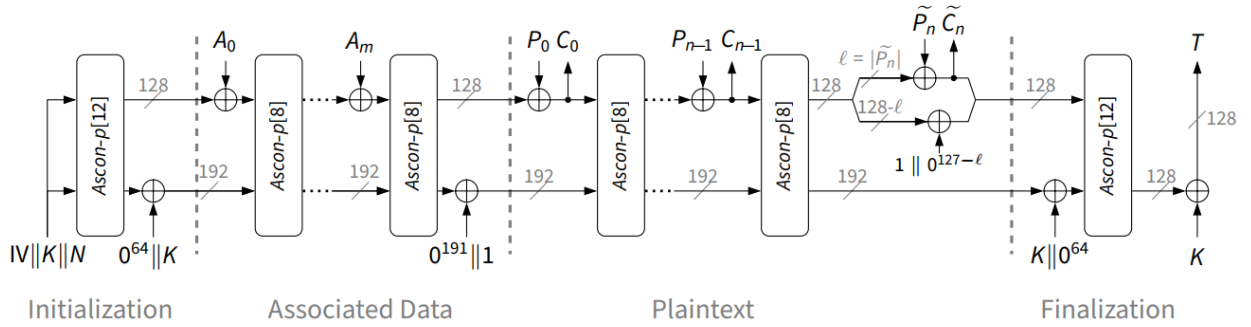 A₀ Aₘ P₀ C₀ Pₙ₋₁ Cₙ₋₁ P̃ₙ C̃ₙ T
ℓ = |P̃ₙ|
128 128 128 128 128
128-ℓ
Ascon-p[12] Ascon-p[8] Ascon-p[8] Ascon-p[8] Ascon-p[8] Ascon-p[12]
1 ∥ 0¹²⁷⁻ℓ
192 192 192 192 192 128
IV∥K∥N 0⁶⁴∥K 0¹⁹¹∥1 K∥0⁶⁴ K
Initialization Associated Data Plaintext Finalization